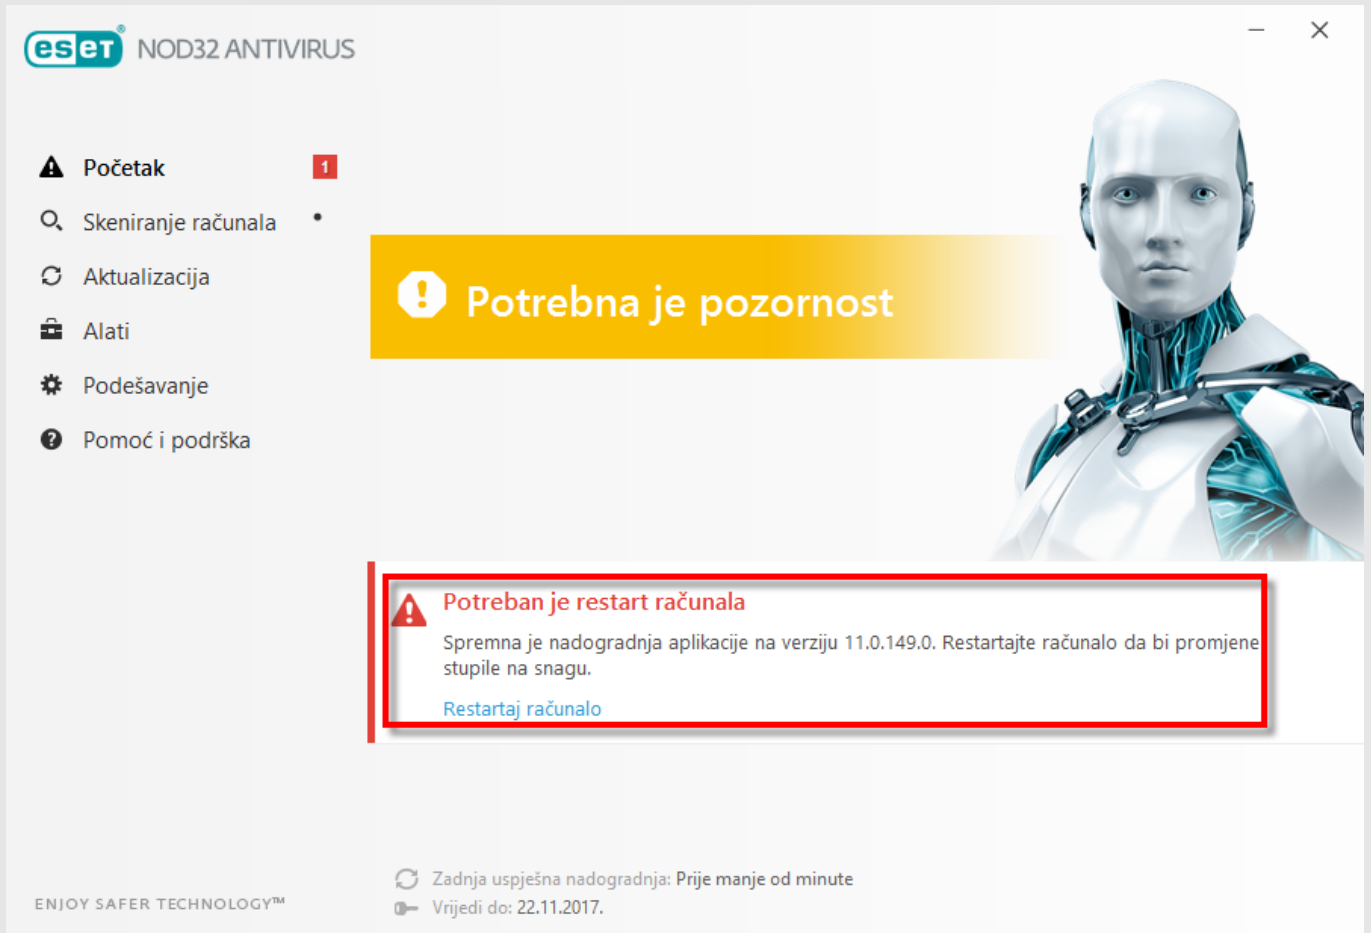 eset® NOD32 ANTIVIRUS
Početak 1
Skeniranje računala
Aktualizacija
Alati
Podešavanje
Pomoć i podrška
Potrebna je pozornost
Potreban je restart računala
Spremna je nadogradnja aplikacije na verziju 11.0.149.0. Restartajte računalo da bi promjene
stupile na snagu.
Restartaj računalo
Zadnja uspješna nadogradnja: Prije manje od minute
Vrijedi do: 22.11.2017.
ENJOY SAFER TECHNOLOGY™